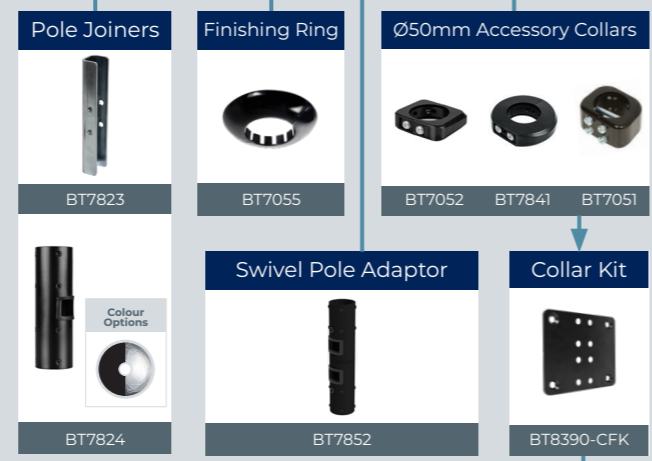 Pole Joiners
BT7823
Colour
Options
BT7824
Finishing Ring
BT7055
Ø50mm Accessory Collars
BT7052 BT7841 BT7051
Swivel Pole Adaptor
BT7852
Collar Kit
BT8390-CFK